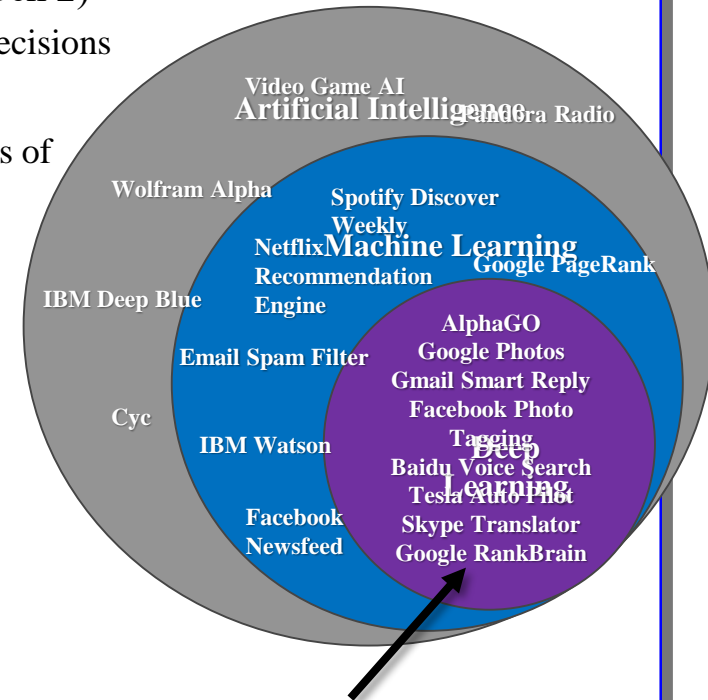 ecisions
s of
Video Game AI
Artificial Intelligence
Pandora Radio
Wolfram Alpha
Spotify Discover
Weekly
Netflix
Recommendation
Engine
Machine Learning
Google PageRank
IBM Deep Blue
Email Spam Filter
Cyc
IBM Watson
Facebook
Newsfeed
AlphaGO
Google Photos
Gmail Smart Reply
Facebook Photo
Tagging
Baidu Voice Search
Tesla Auto Pilot
Skype Translator
Google RankBrain
Deep
Learning